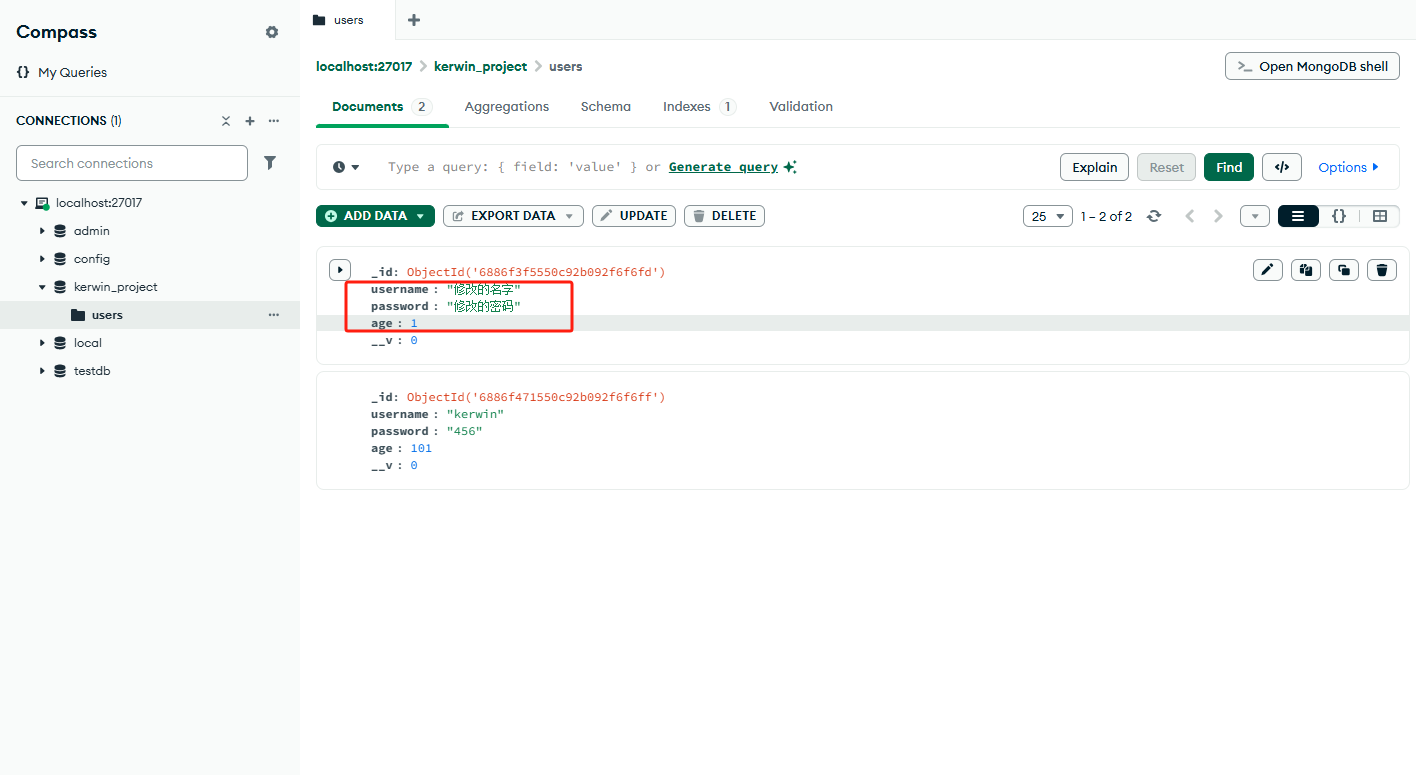 Compass
users
{} My Queries
localhost:27017 > kerwin_project > users
>_ Open MongoDB shell
Documents 2 Aggregations Schema Indexes 1 Validation
CONNECTIONS (1)
Search connections
Type a query: { field: 'value' } or Generate query
Explain Reset Find </> Options
localhost:27017
admin
config
kerwin_project
users
local
testdb
ADD DATA EXPORT DATA UPDATE DELETE
25 1 – 2 of 2 {}
_id: ObjectId('6886f3f5550c92b092f6f6fd')
username : "修改的名字"
password : "修改的密码"
age : 1
__v : 0
_id: ObjectId('6886f471550c92b092f6f6ff')
username : "kerwin"
password : "456"
age : 101
__v : 0